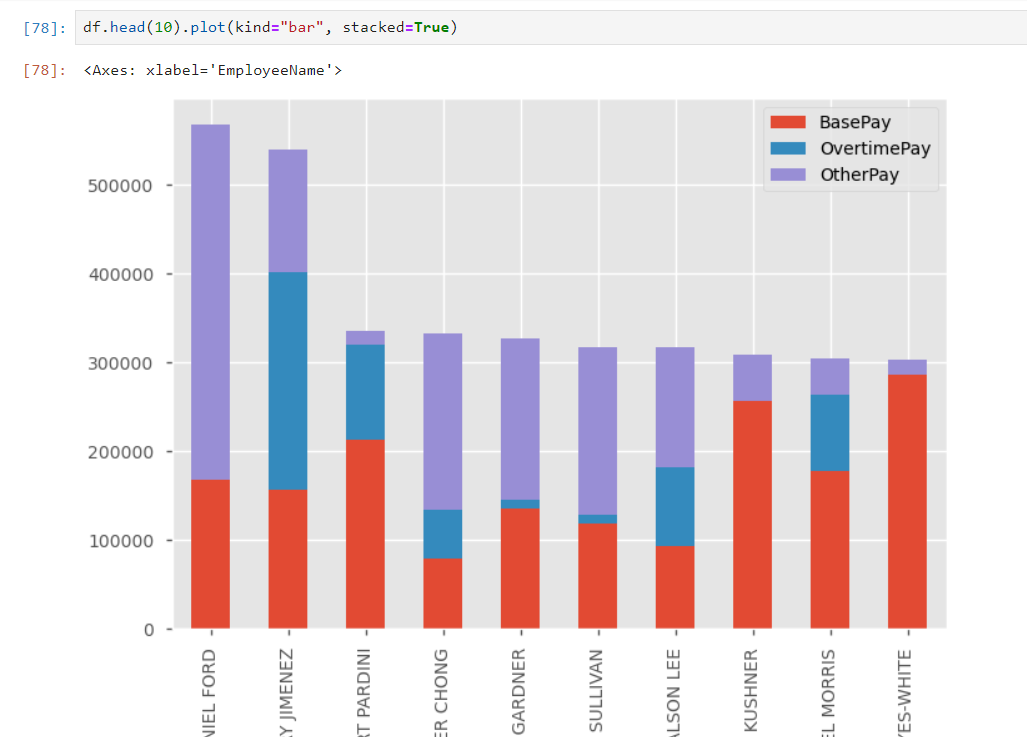 [78]: df.head(10).plot(kind="bar", stacked=True)
[78]: <Axes: xlabel='EmployeeName'>
BasePay
OvertimePay
OtherPay
500000
400000
300000
200000
100000
0
NIEL FORD
Y JIMENEZ
RT PARDINI
ER CHONG
GARDNER
SULLIVAN
ALSON LEE
KUSHNER
EL MORRIS
YES-WHITE